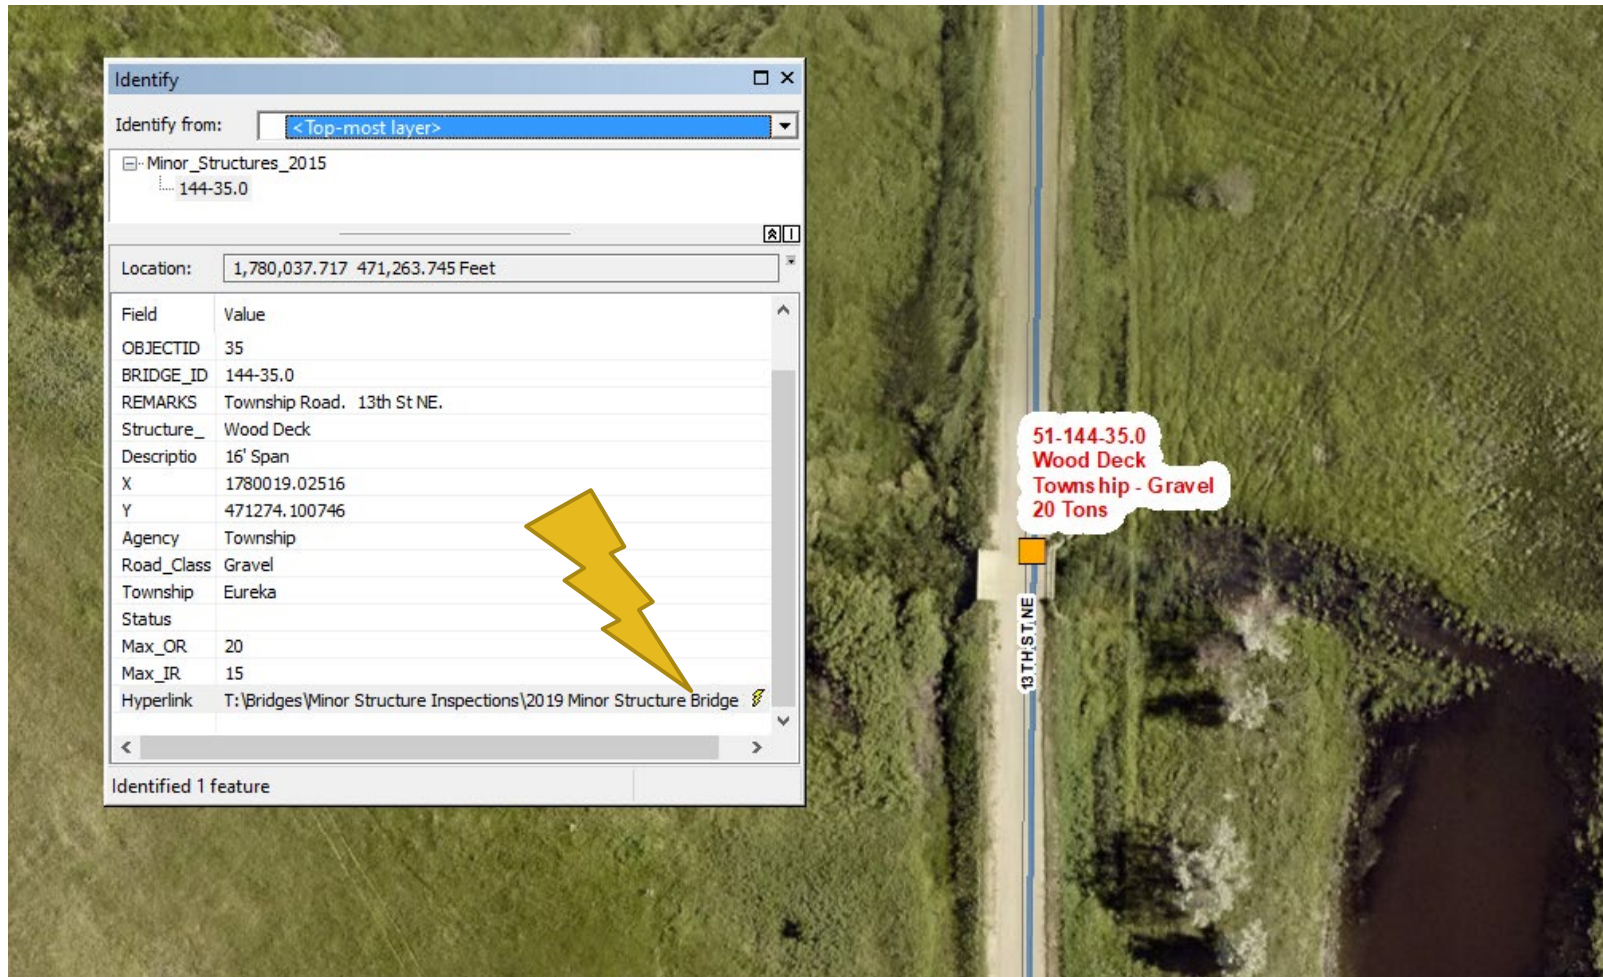 Identify
Identify from: <Top-most layer>
Minor_Structures_2015
144-35.0
Location: 1,780,037.717 471,263.745 Feet
Field Value
OBJECTID 35
BRIDGE_ID 144-35.0
REMARKS Township Road. 13th St NE.
Structure_ Wood Deck
Descriptio 16' Span
X 1780019.02516
Y 471274.100746
Agency Township
Road_Class Gravel
Township Eureka
Status
Max_OR 20
Max_IR 15
Hyperlink T:\Bridges\Minor Structure Inspections\2019 Minor Structure Bridge
Identified 1 feature
51-144-35.0
Wood Deck
Township - Gravel
20 Tons
13TH ST NE